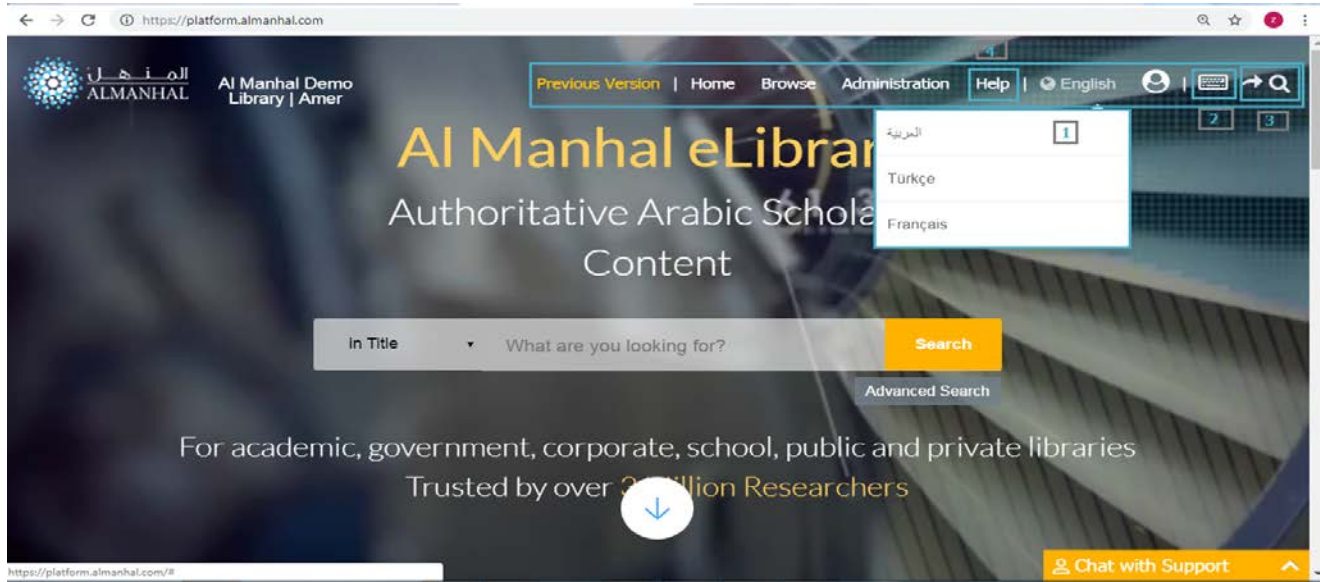 https://platform.almanhal.com
z
4
المنهل
ALMANHAL
Al Manhal Demo
Library | Amer
Previous Version | Home Browse Administration Help | English |
2
3
العربية 1
Türkçe
Français
Al Manhal eLibrar
Authoritative Arabic Schola
Content
In Title What are you looking for? Search
Advanced Search
For academic, government, corporate, school, public and private libraries
Trusted by over Researchers
Chat with Support
https://platform.almanhal.com/#